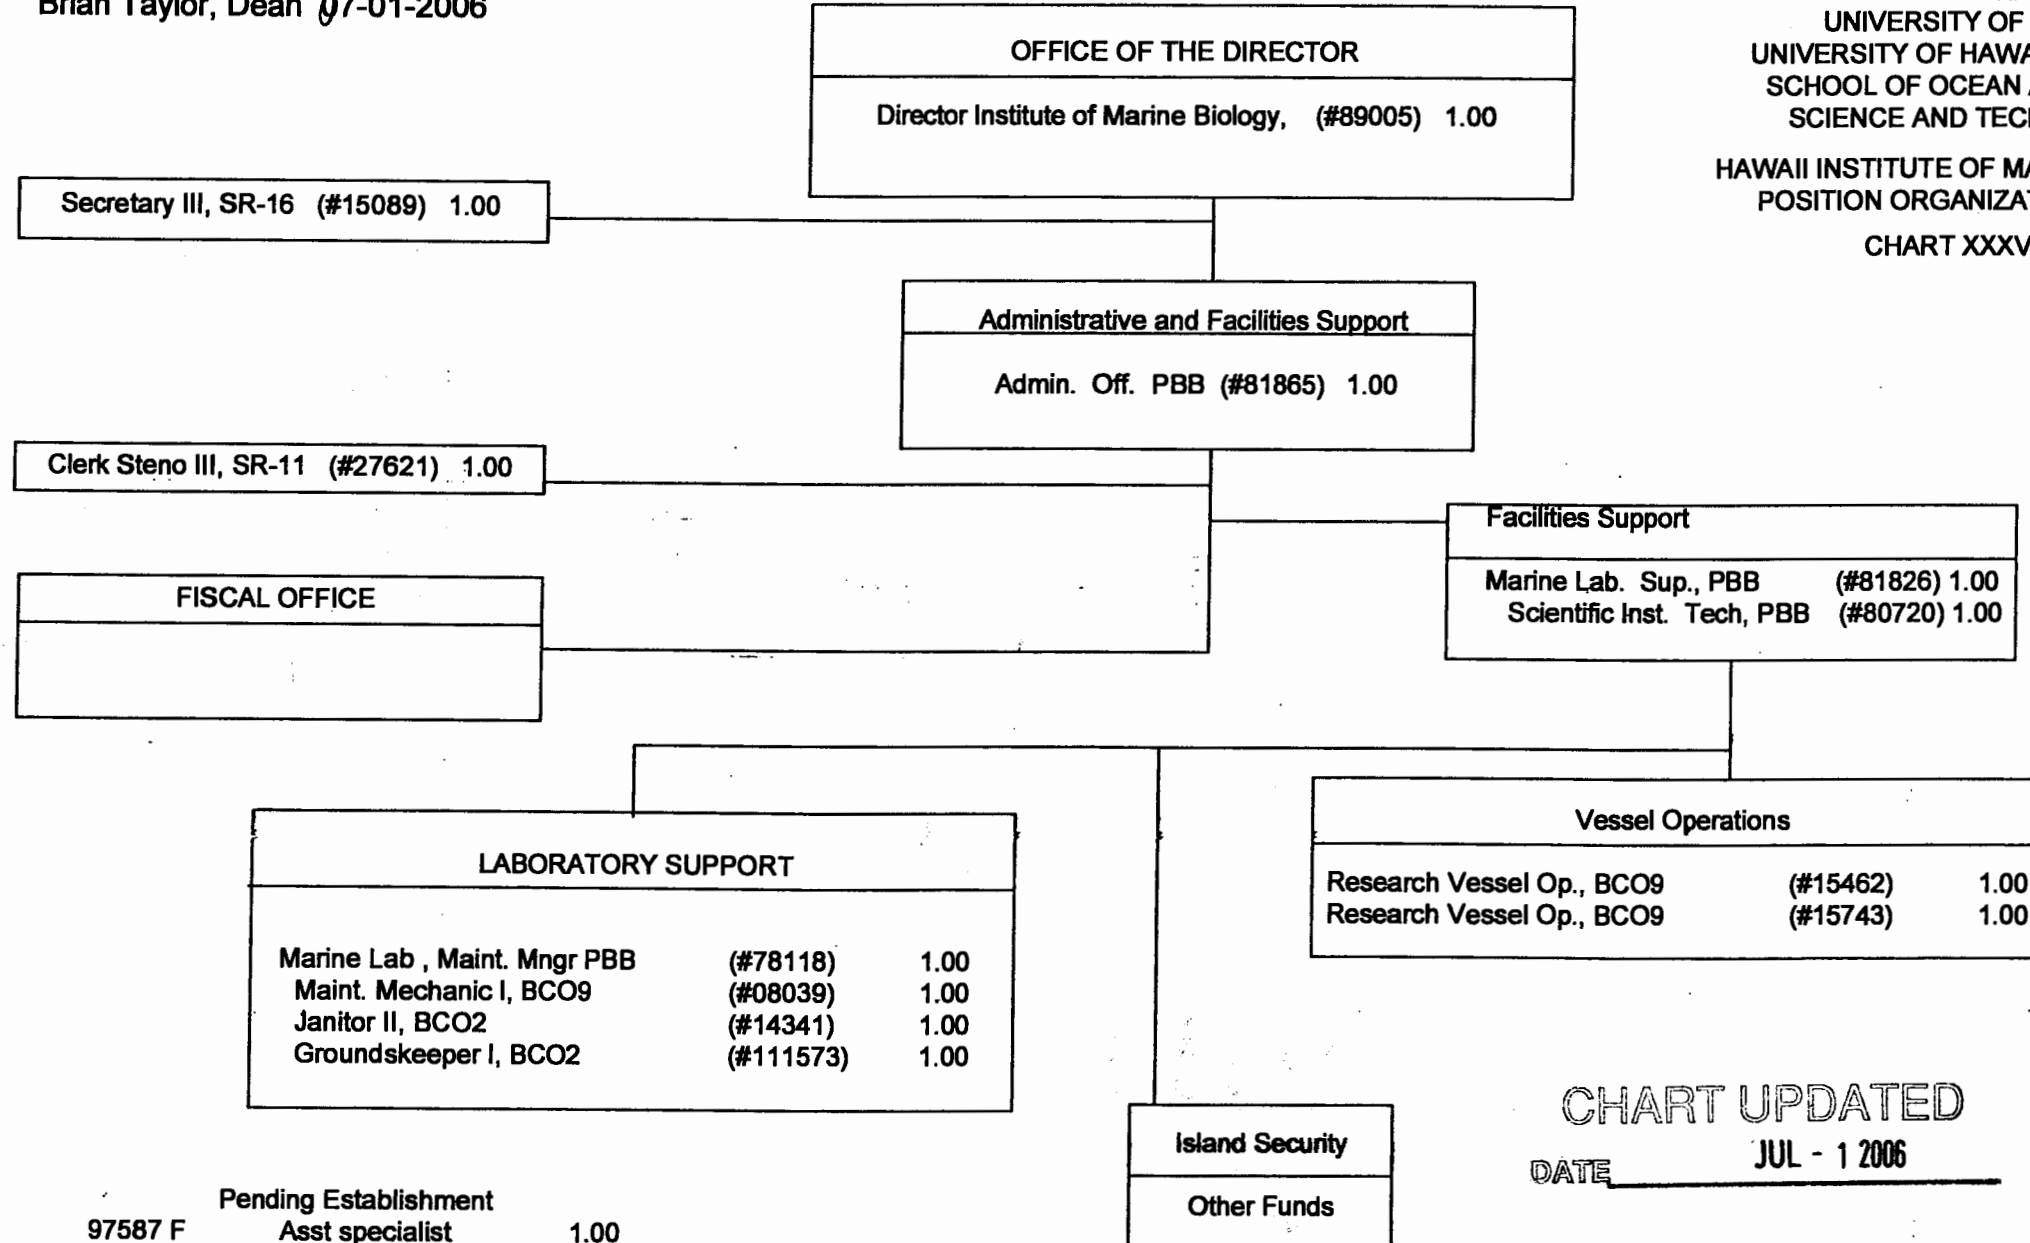 Brian Taylor, Dean 07-01-2006
UNIVERSITY OF
UNIVERSITY OF HAWA
SCHOOL OF OCEAN
SCIENCE AND TEC
HAWAII INSTITUTE OF MA
POSITION ORGANIZA
CHART XXXV
OFFICE OF THE DIRECTOR
Director Institute of Marine Biology, (#89005) 1.00
Secretary III, SR-16 (#15089) 1.00
Administrative and Facilities Support
Admin. Off. PBB (#81865) 1.00
Clerk Steno III, SR-11 (#27621) 1.00
Facilities Support
Marine Lab. Sup., PBB (#81826) 1.00
Scientific Inst. Tech, PBB (#80720) 1.00
FISCAL OFFICE
LABORATORY SUPPORT
Marine Lab , Maint. Mngr PBB (#78118) 1.00
Maint. Mechanic I, BCO9 (#08039) 1.00
Janitor II, BCO2 (#14341) 1.00
Groundskeeper I, BCO2 (#111573) 1.00
Vessel Operations
Research Vessel Op., BCO9 (#15462) 1.00
Research Vessel Op., BCO9 (#15743) 1.00
Island Security
Other Funds
CHART UPDATED
DATE JUL - 1 2006
Pending Establishment
97587 F Asst specialist 1.00